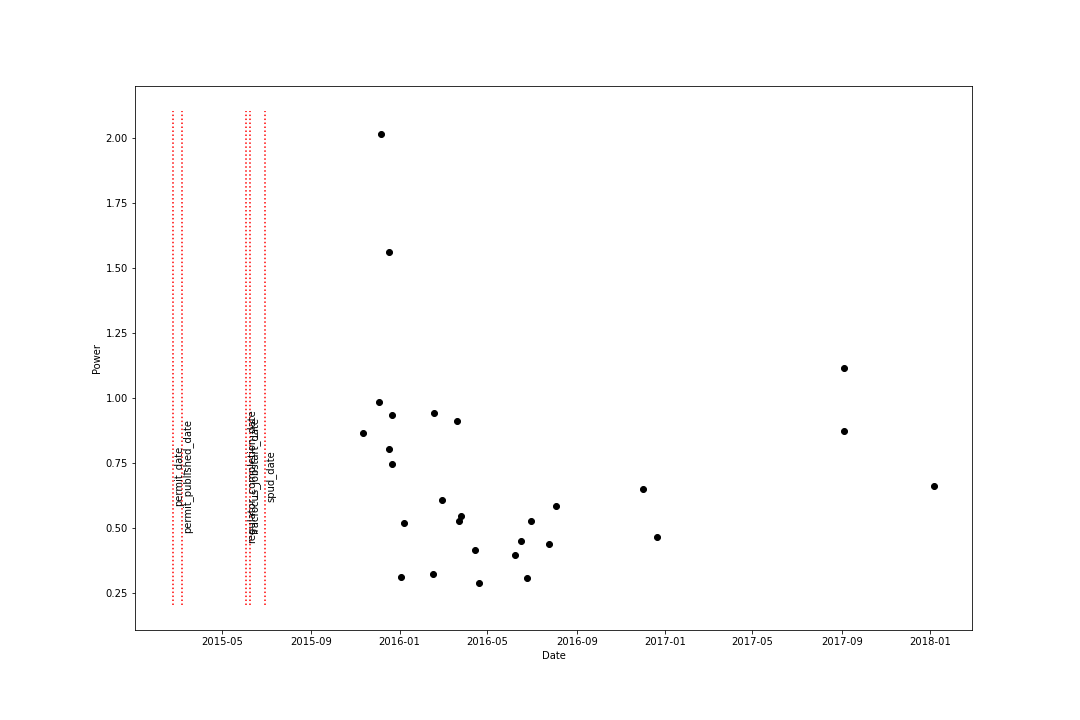 2.00
1.75
1.50
1.25
1.00
0.75
0.50
0.25
Power
permit_date
permit_published_date
regulator_completion_date
spud_date
2015-05
2015-09
2016-01
2016-05
2016-09
2017-01
2017-05
2017-09
2018-01
Date